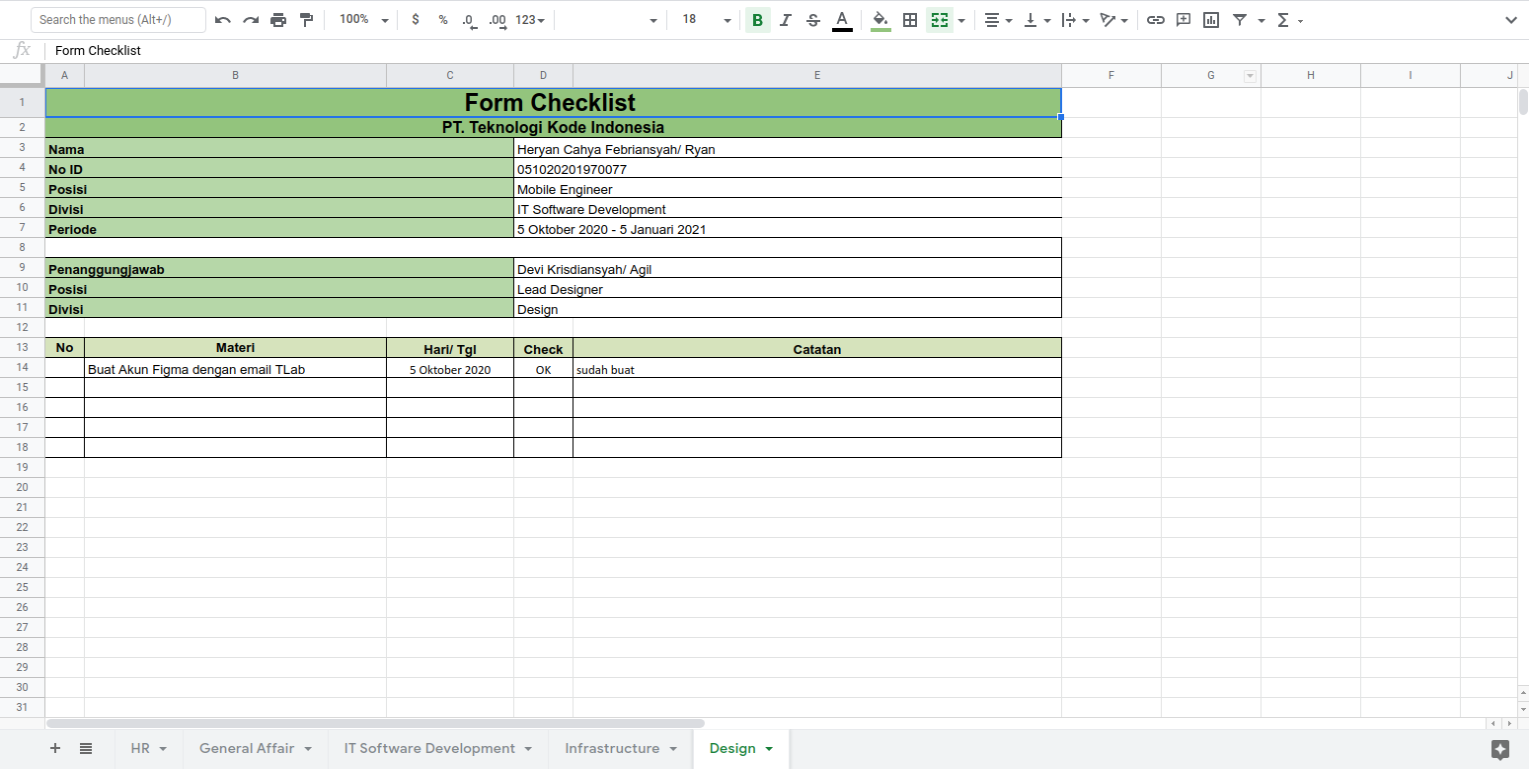 Search the menus (Alt+/) 100% $ % .0 .00 123 18 B I S A Σ
fx Form Checklist
A B C D E F G H I J
1 Form Checklist
2 PT. Teknologi Kode Indonesia
3 Nama Heryan Cahya Febriansyah/ Ryan
4 No ID 051020201970077
5 Posisi Mobile Engineer
6 Divisi IT Software Development
7 Periode 5 Oktober 2020 - 5 Januari 2021
8
9 Penanggungjawab Devi Krisdiansyah/ Agil
10 Posisi Lead Designer
11 Divisi Design
12
13 No Materi Hari/ Tgl Check Catatan
14 Buat Akun Figma dengan email TLab 5 Oktober 2020 OK sudah buat
15
16
17
18
19
20
21
22
23
24
25
26
27
28
29
30
31
+ HR General Affair IT Software Development Infrastructure Design